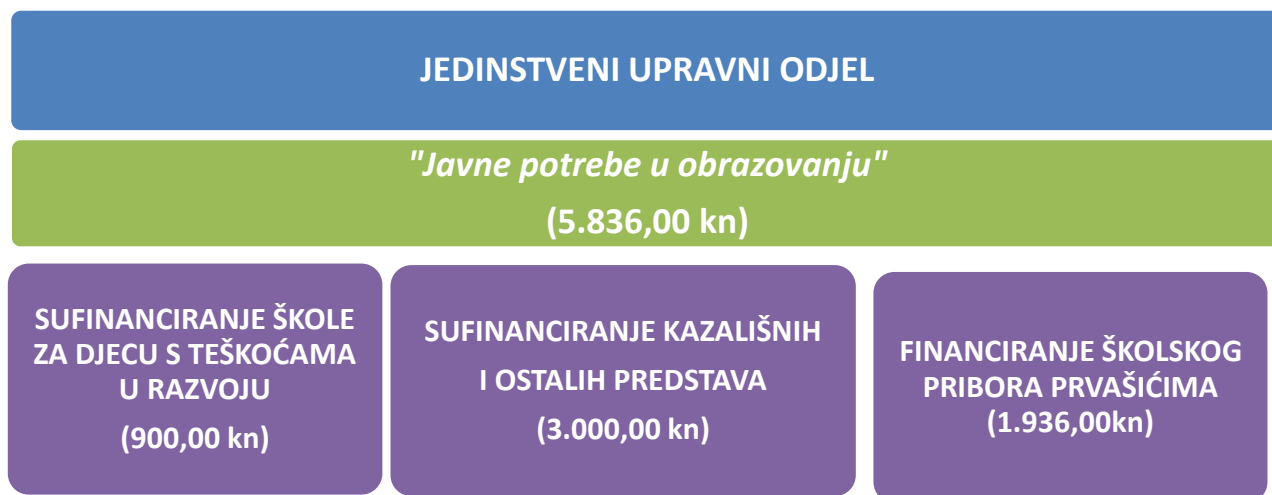 JEDINSTVENI UPRAVNI ODJEL
"Javne potrebe u obrazovanju"
(5.836,00 kn)
SUFINANCIRANJE ŠKOLE
ZA DJECU S TEŠKOĆAMA
U RAZVOJU
(900,00 kn)
SUFINANCIRANJE KAZALIŠNIH
I OSTALIH PREDSTAVA
(3.000,00 kn)
FINANCIRANJE ŠKOLSKOG
PRIBORA PRVAŠIĆIMA
(1.936,00kn)